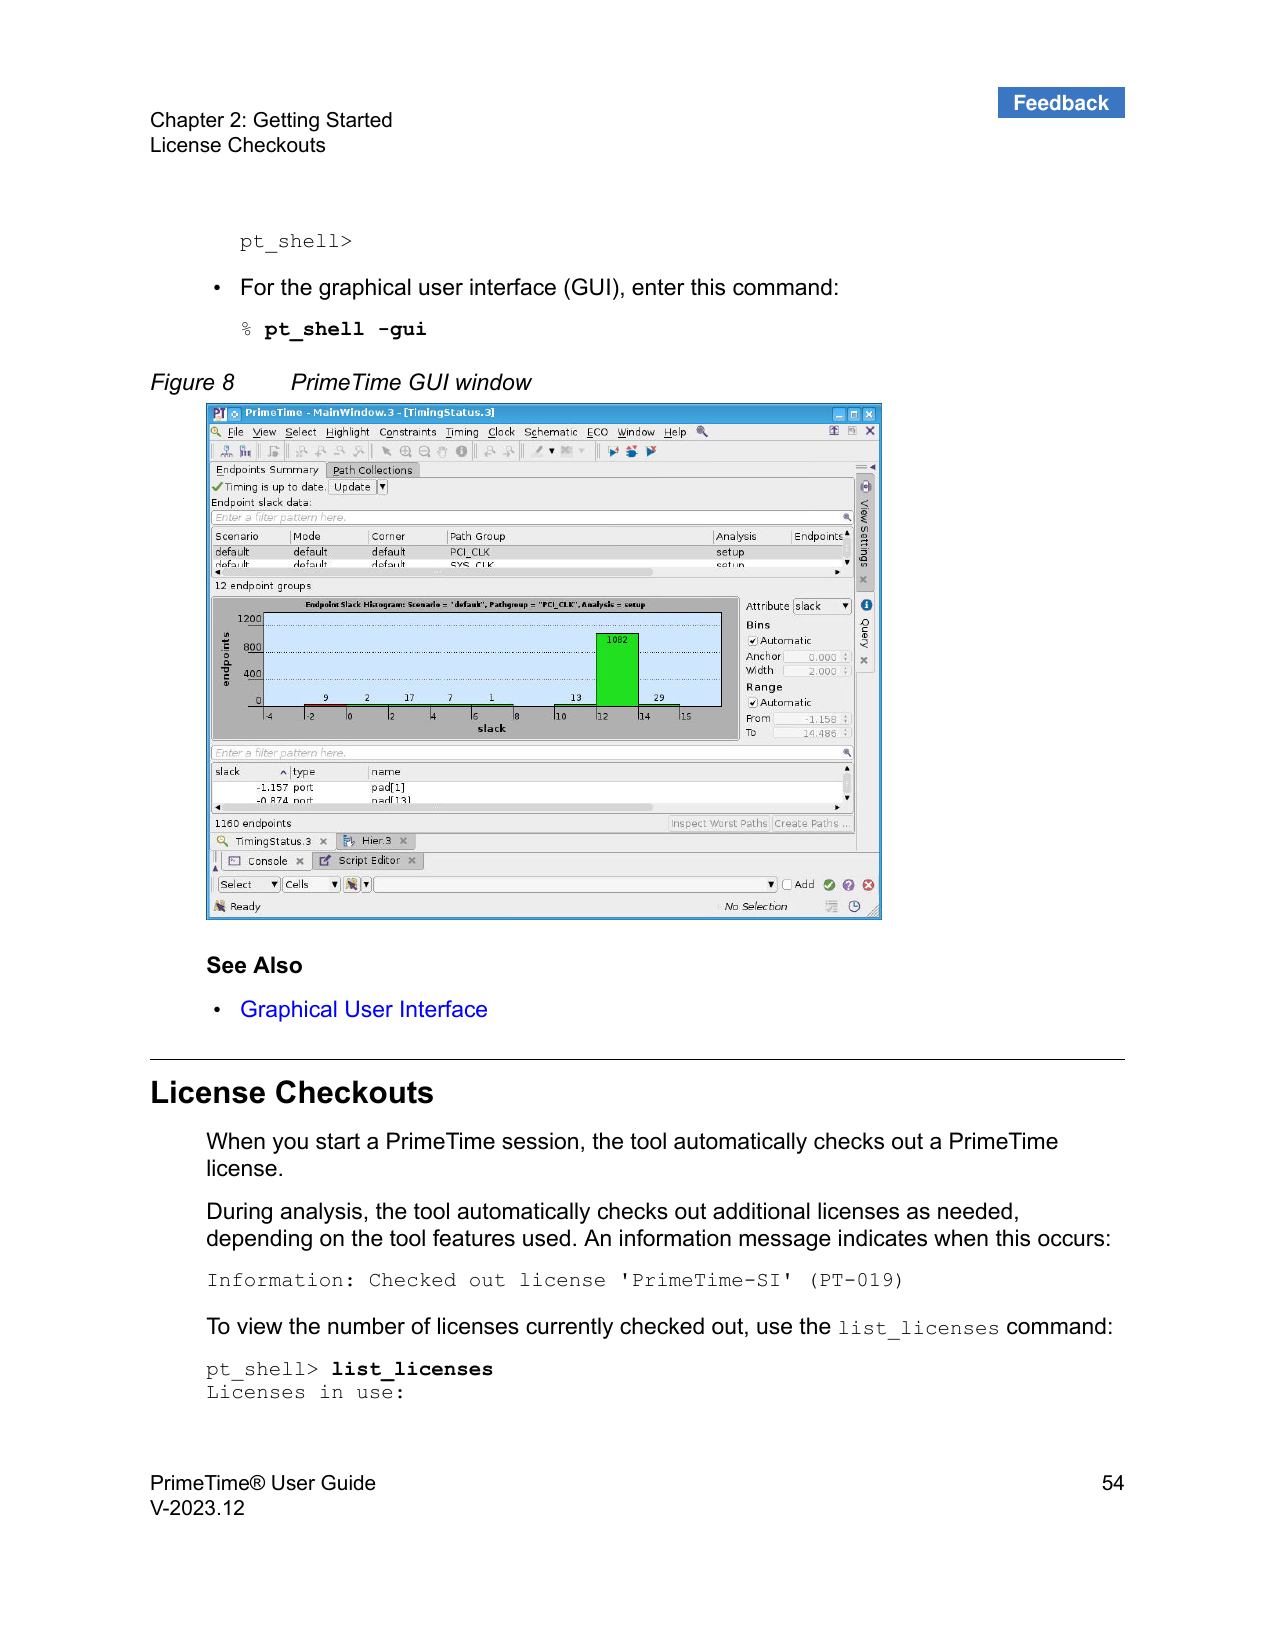 Feedback
Chapter 2: Getting Started
License Checkouts
pt_shell>
• For the graphical user interface (GUI), enter this command:
% pt_shell -gui
Figure 8 PrimeTime GUI window
PT PrimeTime - MainWindow.3 - [TimingStatus.3]
File View Select Highlight Constraints Timing Clock Schematic ECO Window Help
Endpoints Summary Path Collections
Timing is up to date. Update
Endpoint slack data:
Enter a filter pattern here.
Scenario Mode Corner Path Group Analysis Endpoints
default default default PCI_CLK setup
default default default SYS_CLK setup
12 endpoint groups
View Settings
Query
Endpoint Slack Histogram: Scenario = "default", Pathgroup = "PCI_CLK", Analysis = setup
endpoints
1200
800
400
0
9 2 17 7 1 13 1082 29
-4 -2 0 2 4 6 8 10 12 14 15
slack
Attribute slack
Bins
Automatic
Anchor 0.000
Width 2.000
Range
Automatic
From -1.158
To 14.486
Enter a filter pattern here.
slack type name
-1.157 port pad[1]
-0.874 port pad[13]
1160 endpoints Inspect Worst Paths Create Paths ...
TimingStatus.3 Hier.3
Console Script Editor
Select Cells Add
Ready No Selection
See Also
• Graphical User Interface
License Checkouts
When you start a PrimeTime session, the tool automatically checks out a PrimeTime
license.
During analysis, the tool automatically checks out additional licenses as needed,
depending on the tool features used. An information message indicates when this occurs:
Information: Checked out license 'PrimeTime-SI' (PT-019)
To view the number of licenses currently checked out, use the list_licenses command:
pt_shell> list_licenses
Licenses in use:
PrimeTime® User Guide 54
V-2023.12